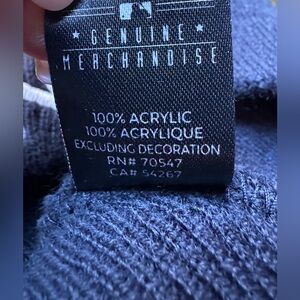 GENUINE
MERCHANDISE
100% ACRYLIC
100% ACRYLIQUE
EXCLUDING DECORATION
RN# 70547
CA# 54267